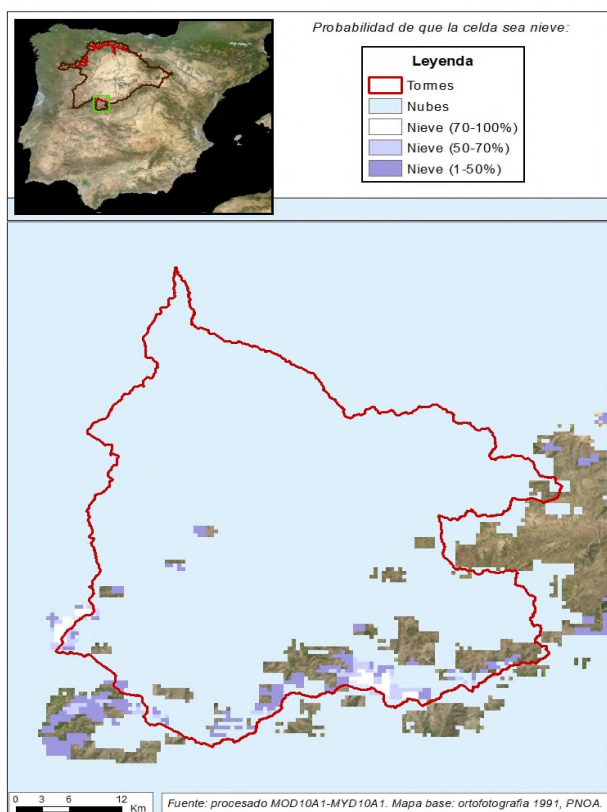 Probabilidad de que la celda sea nieve:
Leyenda
Tormes
Nubes
Nieve (70-100%)
Nieve (50-70%)
Nieve (1-50%)
0 3 6 12
Km
Fuente: procesado MOD10A1-MYD10A1. Mapa base: ortofotografia 1991, PNOA